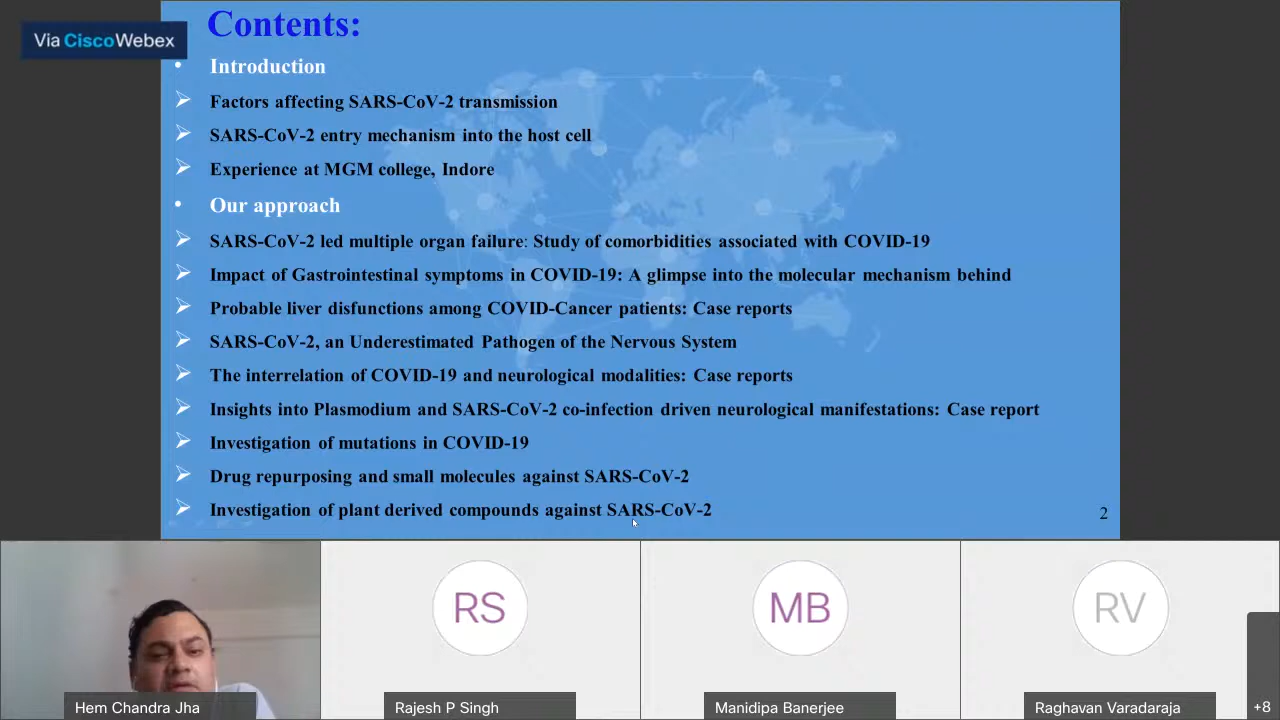 Via CiscoWebex
Contents:
• Introduction
➢ Factors affecting SARS-CoV-2 transmission
➢ SARS-CoV-2 entry mechanism into the host cell
➢ Experience at MGM college, Indore
• Our approach
➢ SARS-CoV-2 led multiple organ failure: Study of comorbidities associated with COVID-19
➢ Impact of Gastrointestinal symptoms in COVID-19: A glimpse into the molecular mechanism behind
➢ Probable liver disfunctions among COVID-Cancer patients: Case reports
➢ SARS-CoV-2, an Underestimated Pathogen of the Nervous System
➢ The interrelation of COVID-19 and neurological modalities: Case reports
➢ Insights into Plasmodium and SARS-CoV-2 co-infection driven neurological manifestations: Case report
➢ Investigation of mutations in COVID-19
➢ Drug repurposing and small molecules against SARS-CoV-2
➢ Investigation of plant derived compounds against SARS-CoV-2
2
RS
MB
RV
Hem Chandra Jha
Rajesh P Singh
Manidipa Banerjee
Raghavan Varadaraja
+8